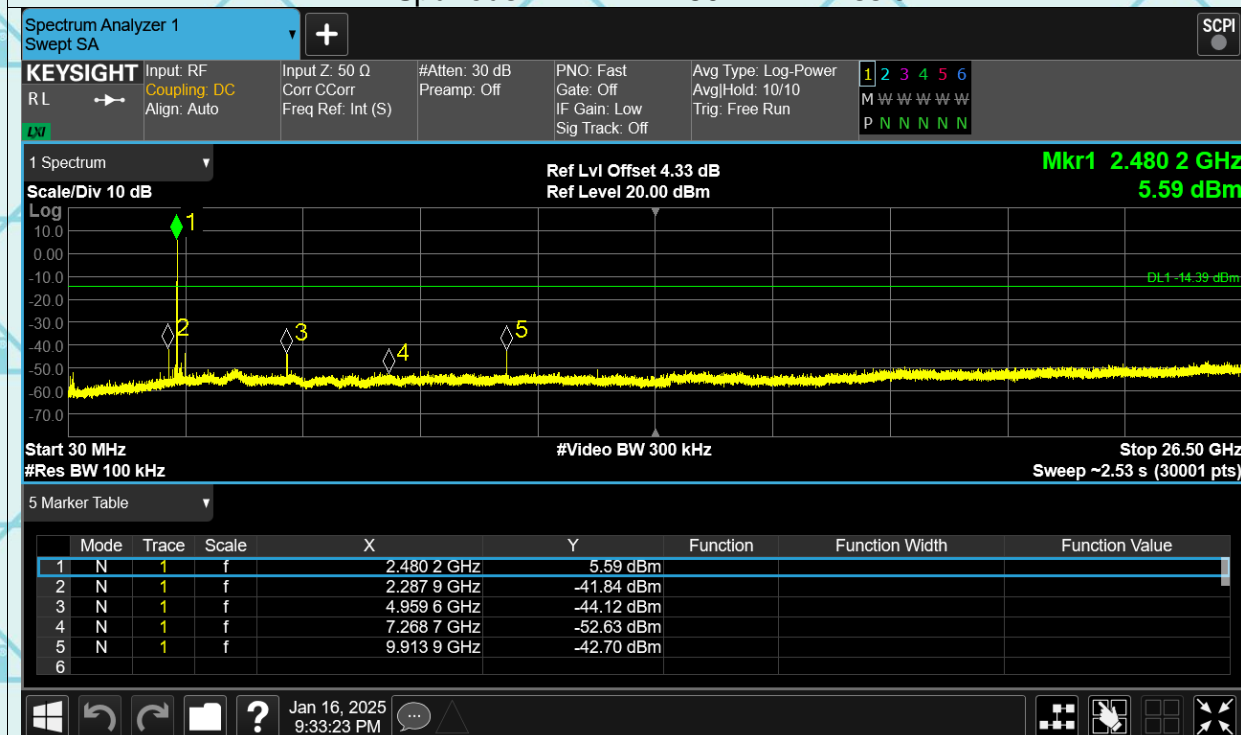 Spectrum Analyzer 1
Swept SA
+
SCPI
KEYSIGHT
RL
LXI
Input: RF
Coupling: DC
Align: Auto
Input Z: 50 Ω
Corr CCorr
Freq Ref: Int (S)
#Atten: 30 dB
Preamp: Off
PNO: Fast
Gate: Off
IF Gain: Low
Sig Track: Off
Avg Type: Log-Power
Avg|Hold: 10/10
Trig: Free Run
1 2 3 4 5 6
M W W W W W W
P N N N N N N
1 Spectrum
Scale/Div 10 dB
Ref Lvl Offset 4.33 dB
Ref Level 20.00 dBm
Mkr1 2.480 2 GHz
5.59 dBm
Log
10.0
0.00
-10.0
-20.0
-30.0
-40.0
-50.0
-60.0
-70.0
1
2
3
4
5
DL1 -14.39 dBm
Start 30 MHz
#Video BW 300 kHz
Stop 26.50 GHz
#Res BW 100 kHz
Sweep ~2.53 s (30001 pts)
5 Marker Table
Mode Trace Scale X Y Function Function Width Function Value
1 N 1 f 2.480 2 GHz 5.59 dBm
2 N 1 f 2.287 9 GHz -41.84 dBm
3 N 1 f 4.959 6 GHz -44.12 dBm
4 N 1 f 7.268 7 GHz -52.63 dBm
5 N 1 f 9.913 9 GHz -42.70 dBm
6
?
Jan 16, 2025
9:33:23 PM